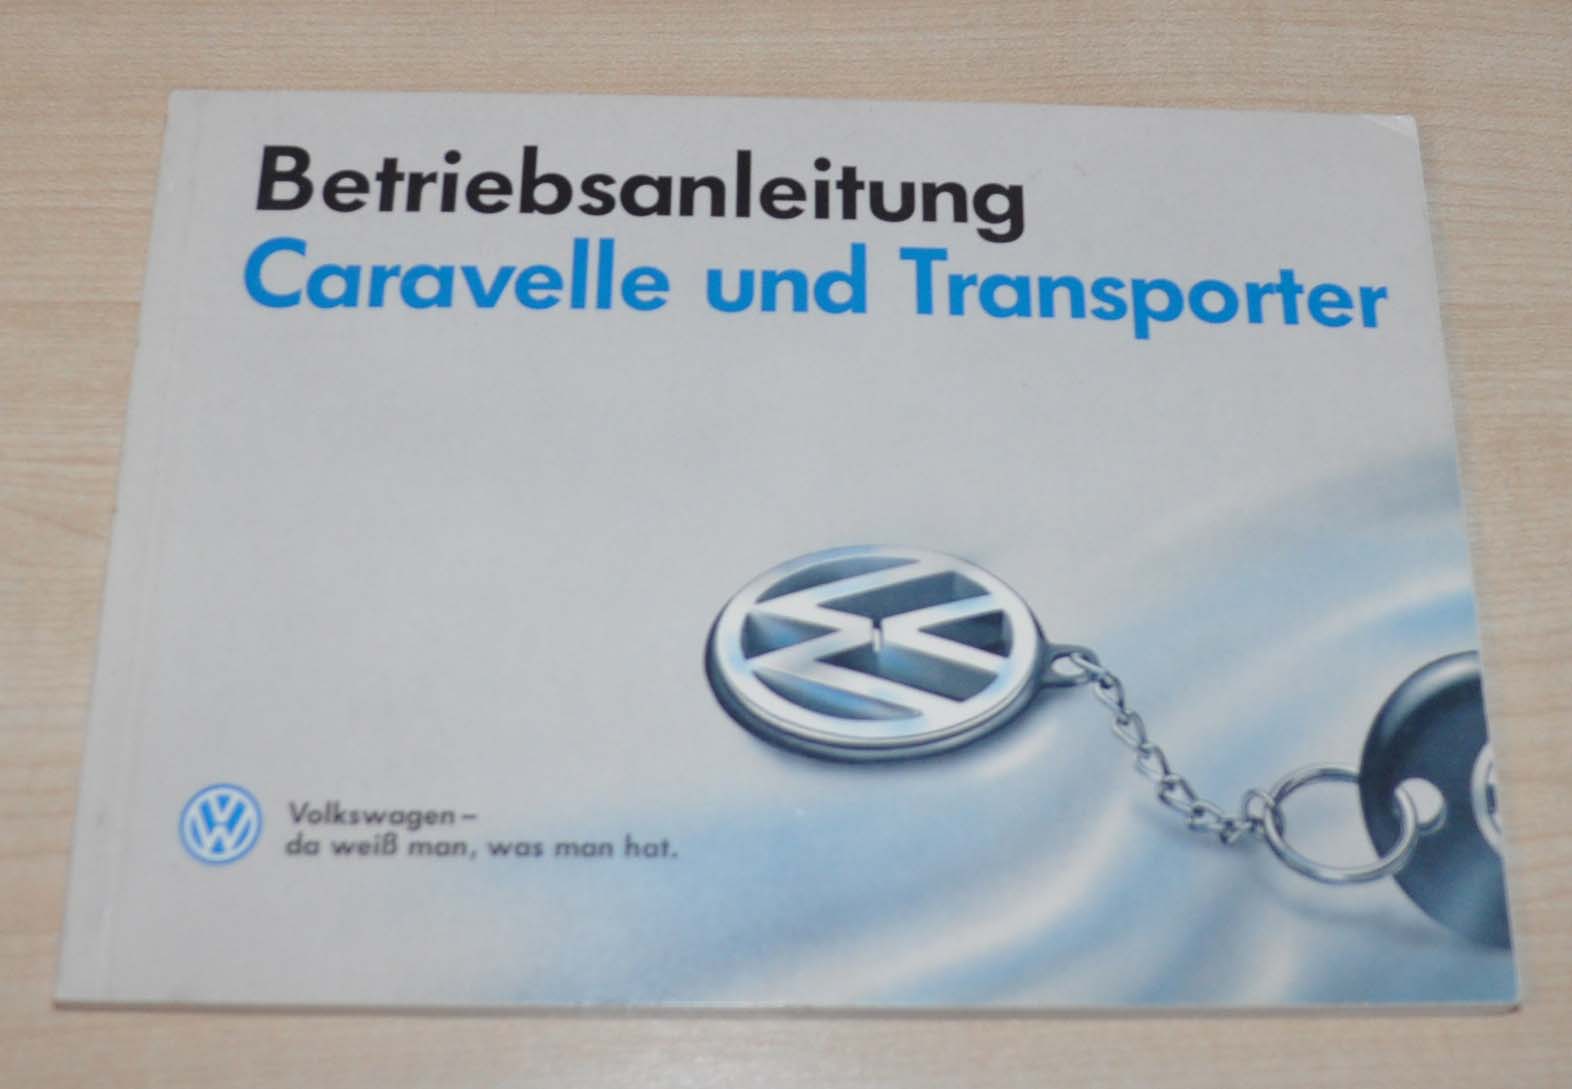 Betriebsanleitung
Caravelle und Transporter
Volkswagen –
da weiß man, was man hat.